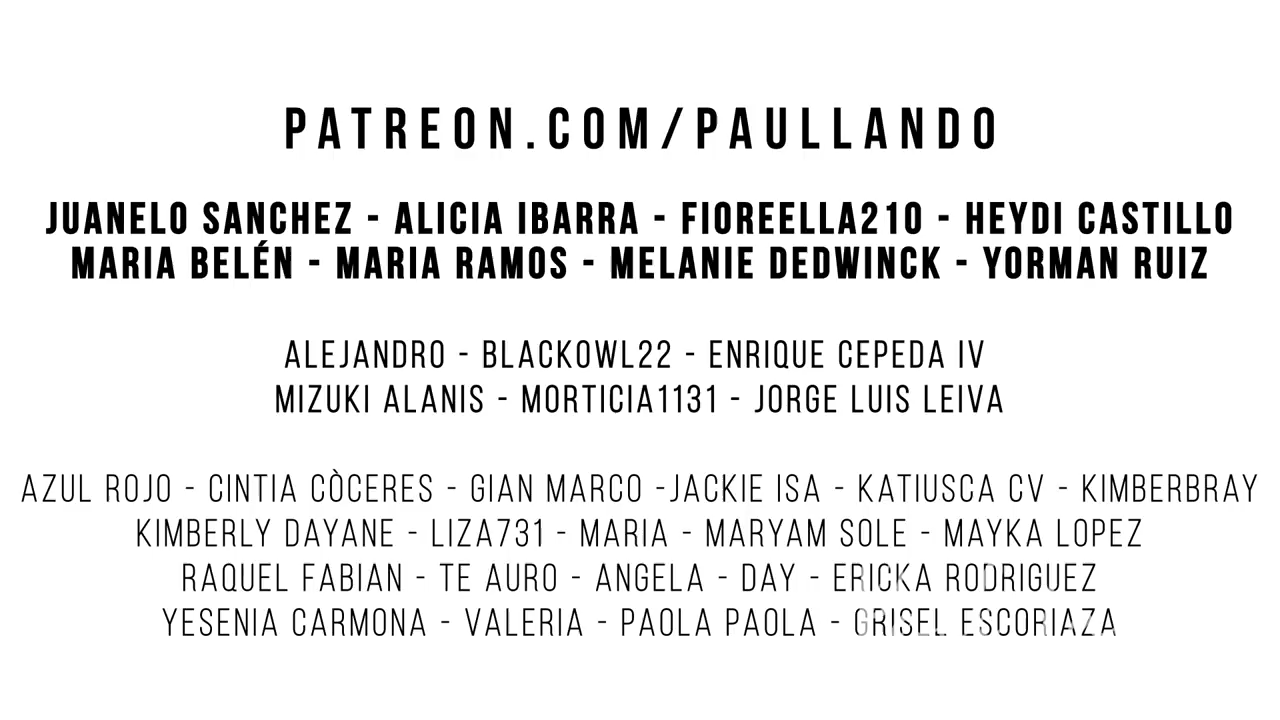 PATREON.COM/PAULLANDO
JUANELO SANCHEZ - ALICIA IBARRA - FIOREELLA210 - HEYDI CASTILLO
MARIA BELÉN - MARIA RAMOS - MELANIE DEDWINCK - YORMAN RUIZ
ALEJANDRO - BLACKOWL22 - ENRIQUE CEPEDA IV
MIZUKI ALANIS - MORTICIA1131 - JORGE LUIS LEIVA
AZUL ROJO - CINTIA CÒCERES - GIAN MARCO -JACKIE ISA - KATIUSCA CV - KIMBERBRAY
KIMBERLY DAYANE - LIZA731 - MARIA - MARYAM SOLE - MAYKA LOPEZ
RAQUEL FABIAN - TE AURO - ANGELA - DAY - ERICKA RODRIGUEZ
YESENIA CARMONA - VALERIA - PAOLA PAOLA - GRISEL ESCORIAZA